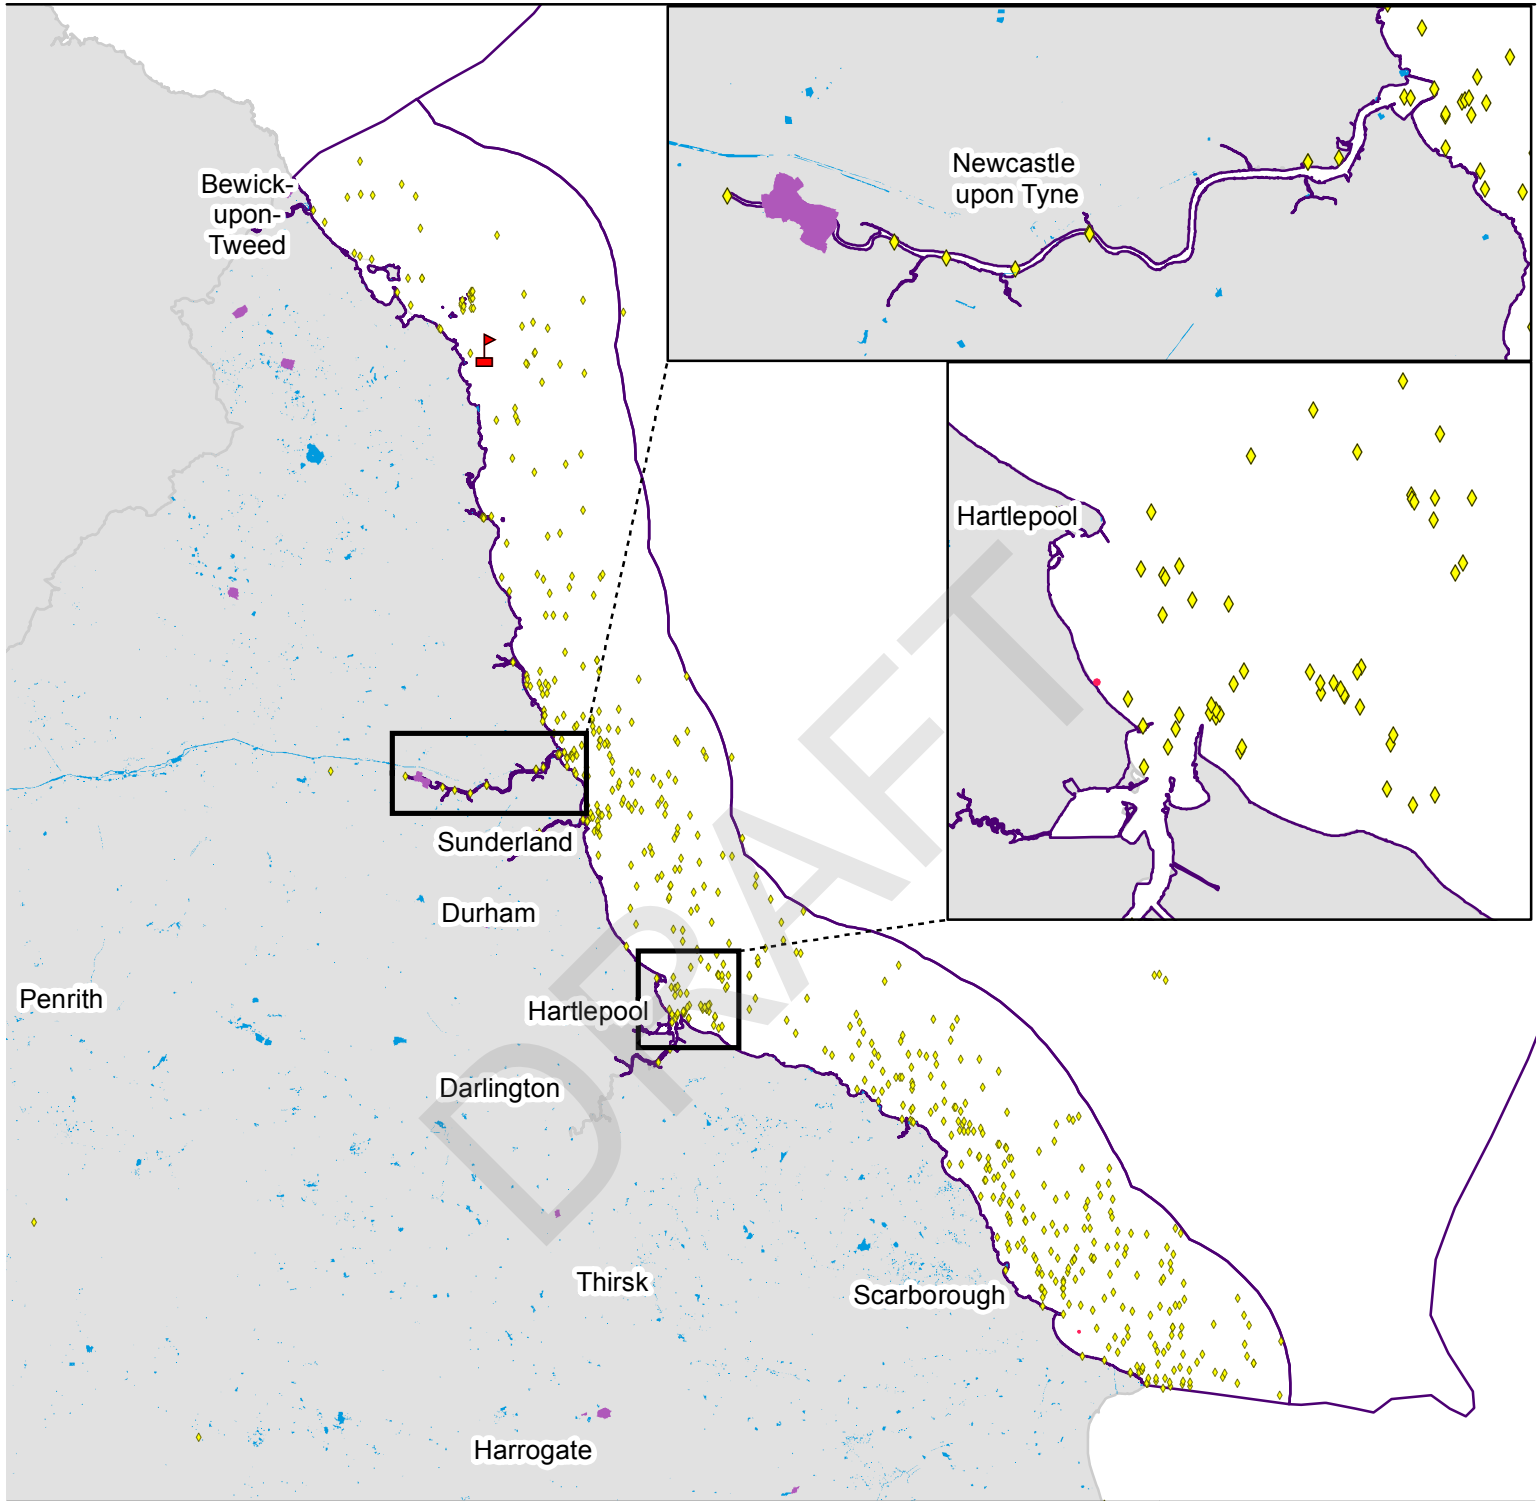 Bewick-
upon-
Tweed
Newcastle
upon Tyne
Hartlepool
Sunderland
Durham
Penrith
Hartlepool
Darlington
Thirsk
Scarborough
Harrogate
DRAFT